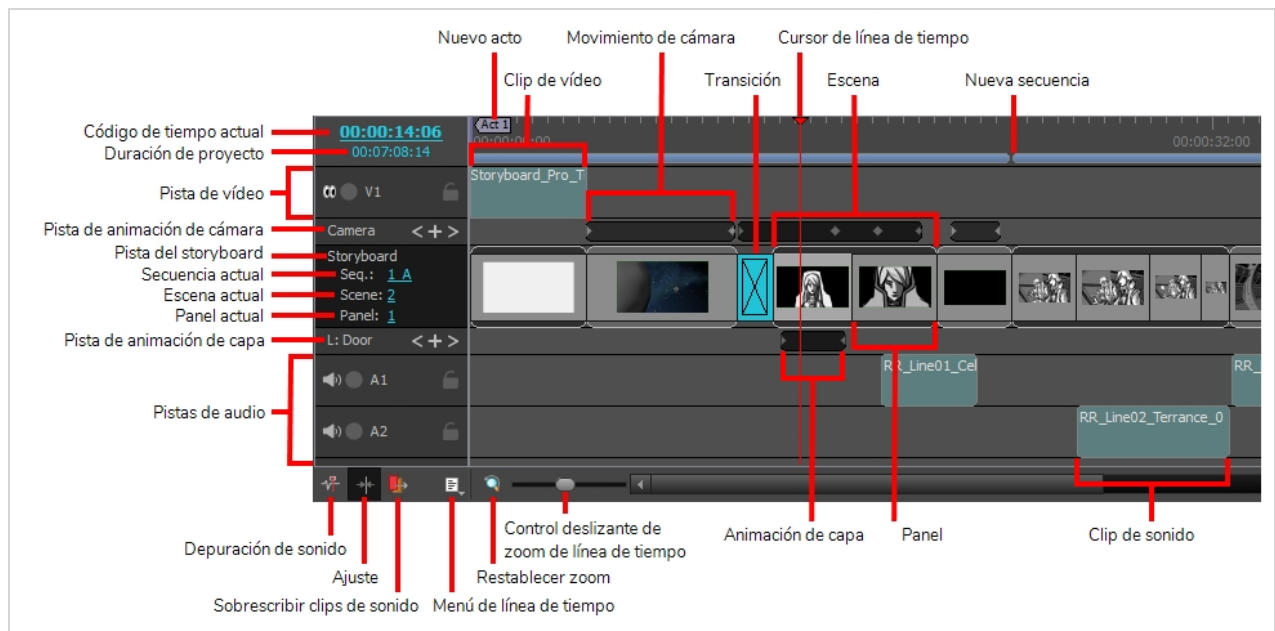 Nuevo acto
Movimiento de cámara
Cursor de línea de tiempo
Clip de vídeo
Transición
Escena
Nueva secuencia
Código de tiempo actual
00:00:14:06
Act 1
Duración de proyecto
00:07:08:14
00:00:00:00
00:00:32:00
Pista de vídeo
V1
Storyboard_Pro_T
Pista de animación de cámara
Camera
Pista del storyboard
Storyboard
Secuencia actual
Seq.: 1 A
Escena actual
Scene: 2
Panel actual
Panel: 1
Pista de animación de capa
L: Door
Pistas de audio
A1
RR_Line01_Cel
RR_
A2
RR_Line02_Terrance_0
Depuración de sonido
Ajuste
Sobrescribir clips de sonido
Menú de línea de tiempo
Restablecer zoom
Control deslizante de
zoom de línea de tiempo
Animación de capa
Panel
Clip de sonido